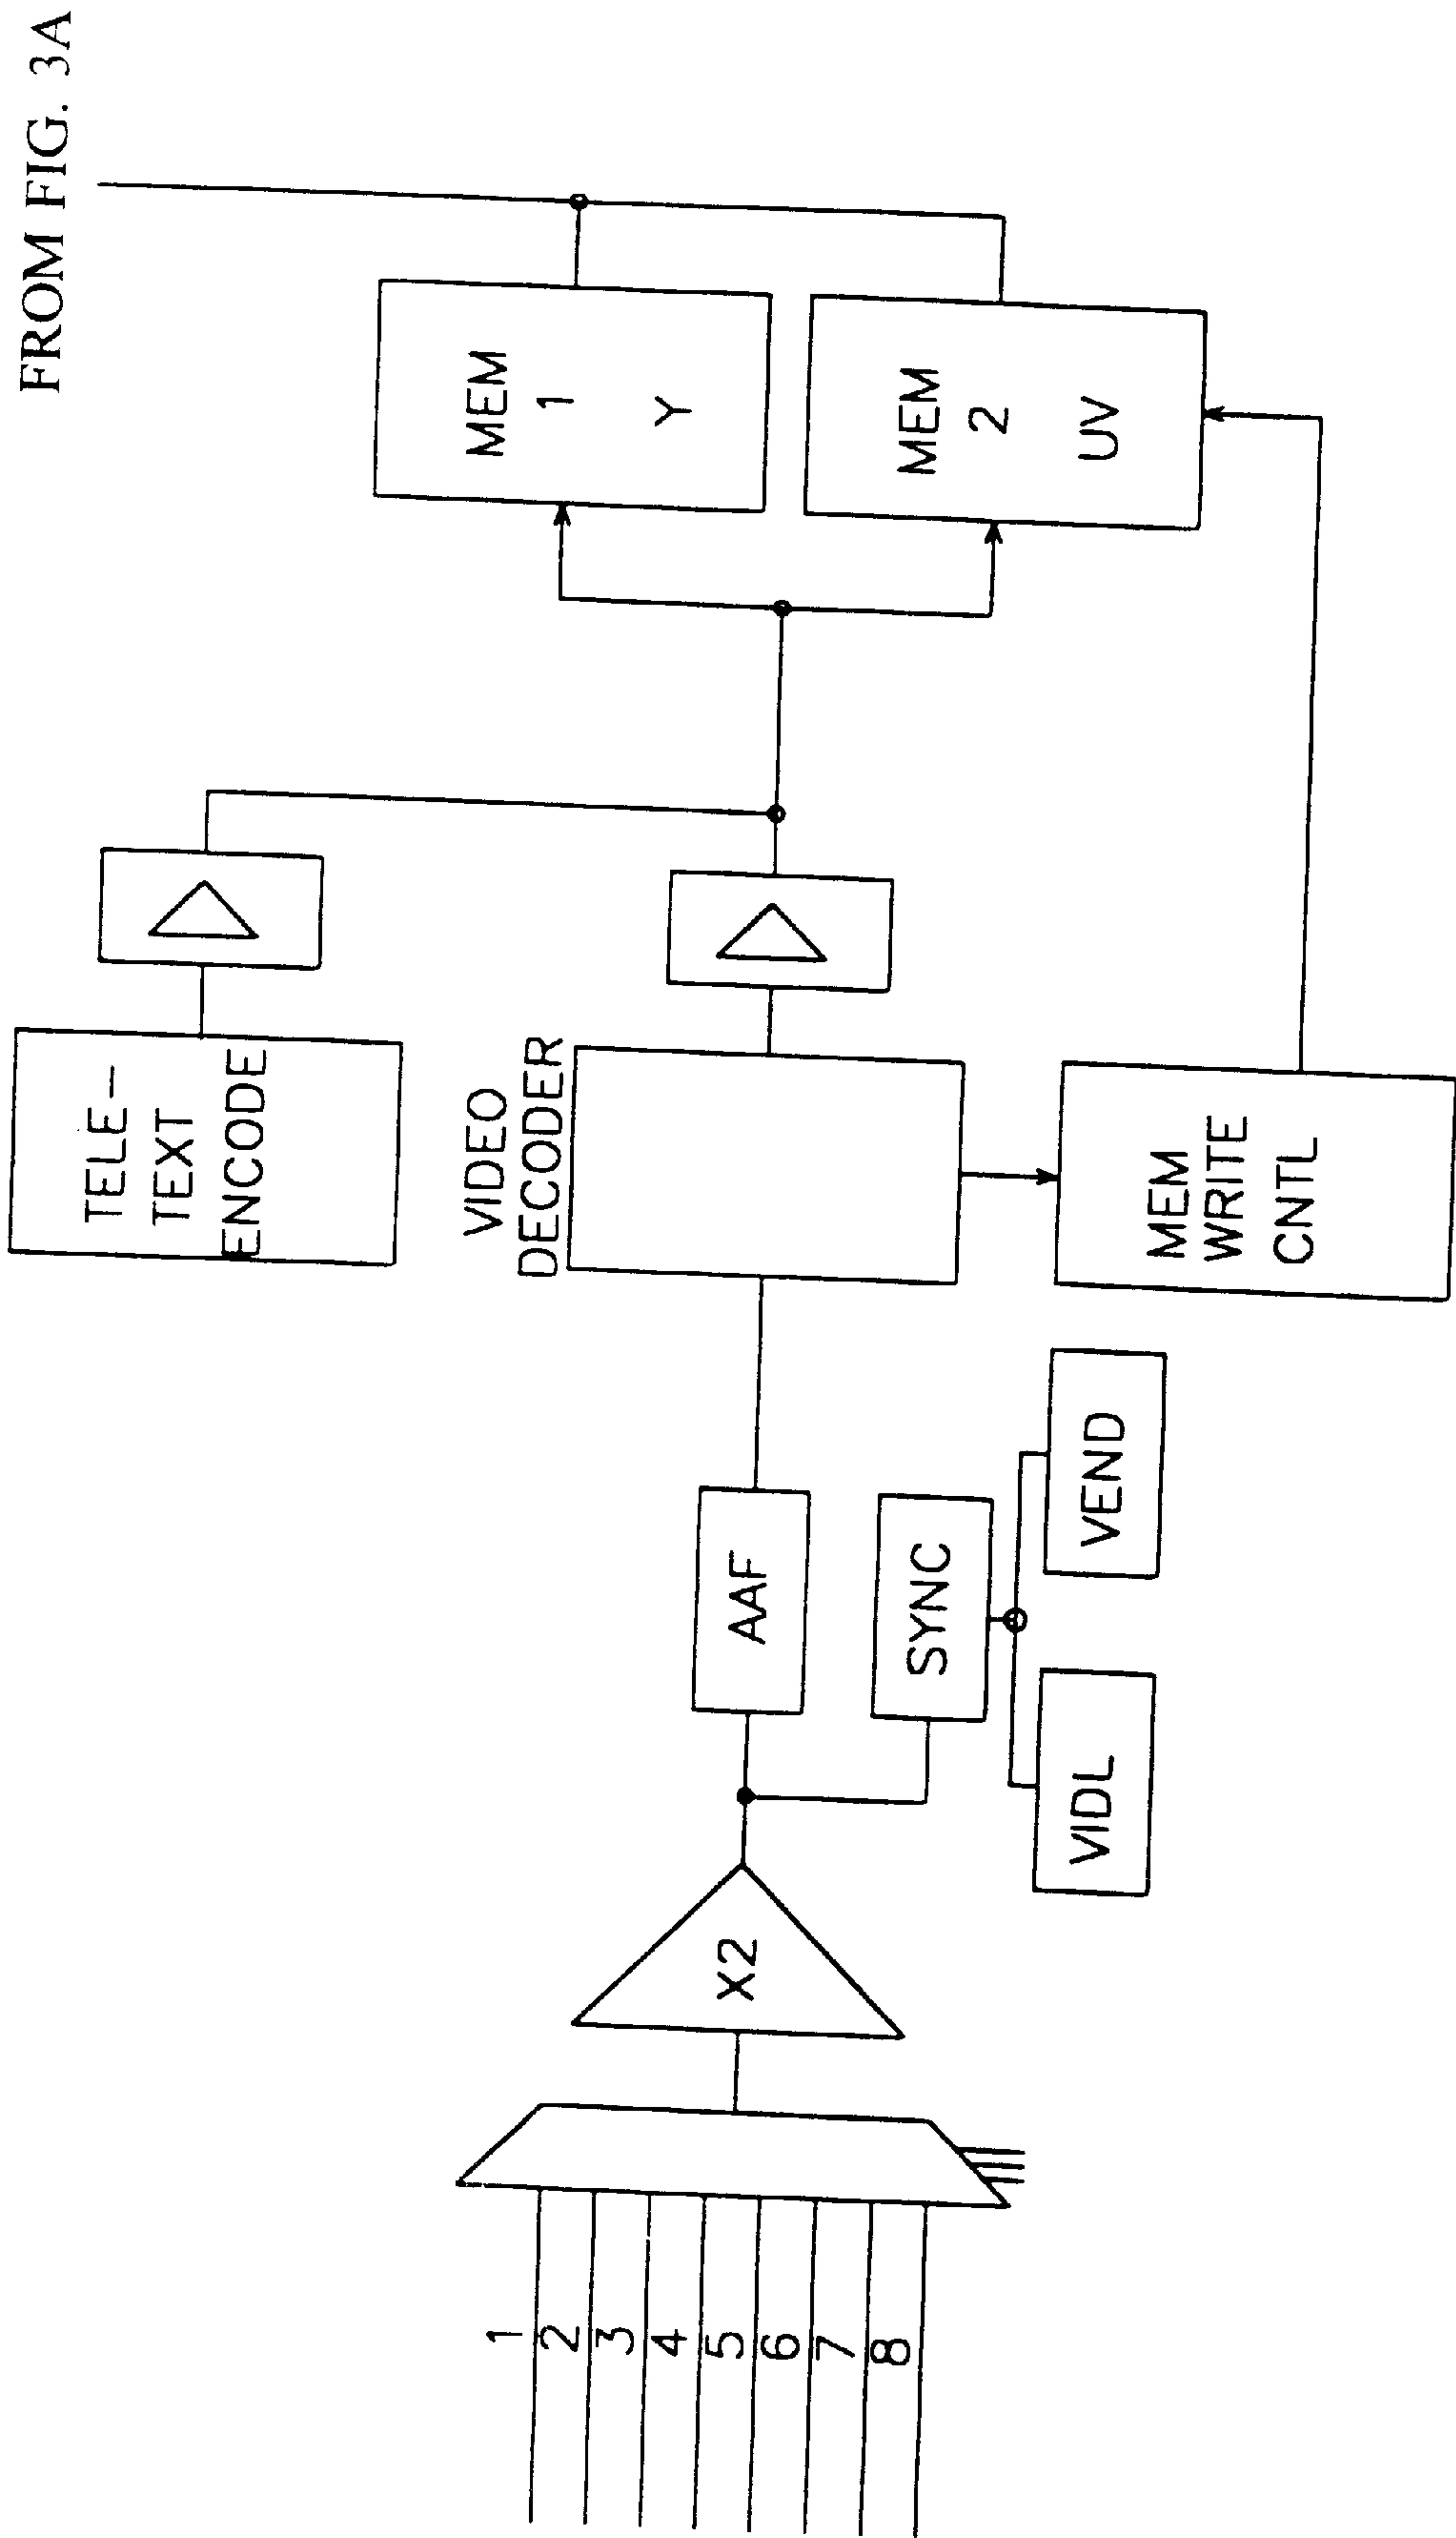 FROM FIG. 3A
TELE-
TEXT
ENCODE
VIDEO
DECODER
MEM
1
Y
MEM
2
UV
1
2
3
4
5
6
7
8
X2
AAF
SYNC
VIDL
VEND
MEM
WRITE
CNTL